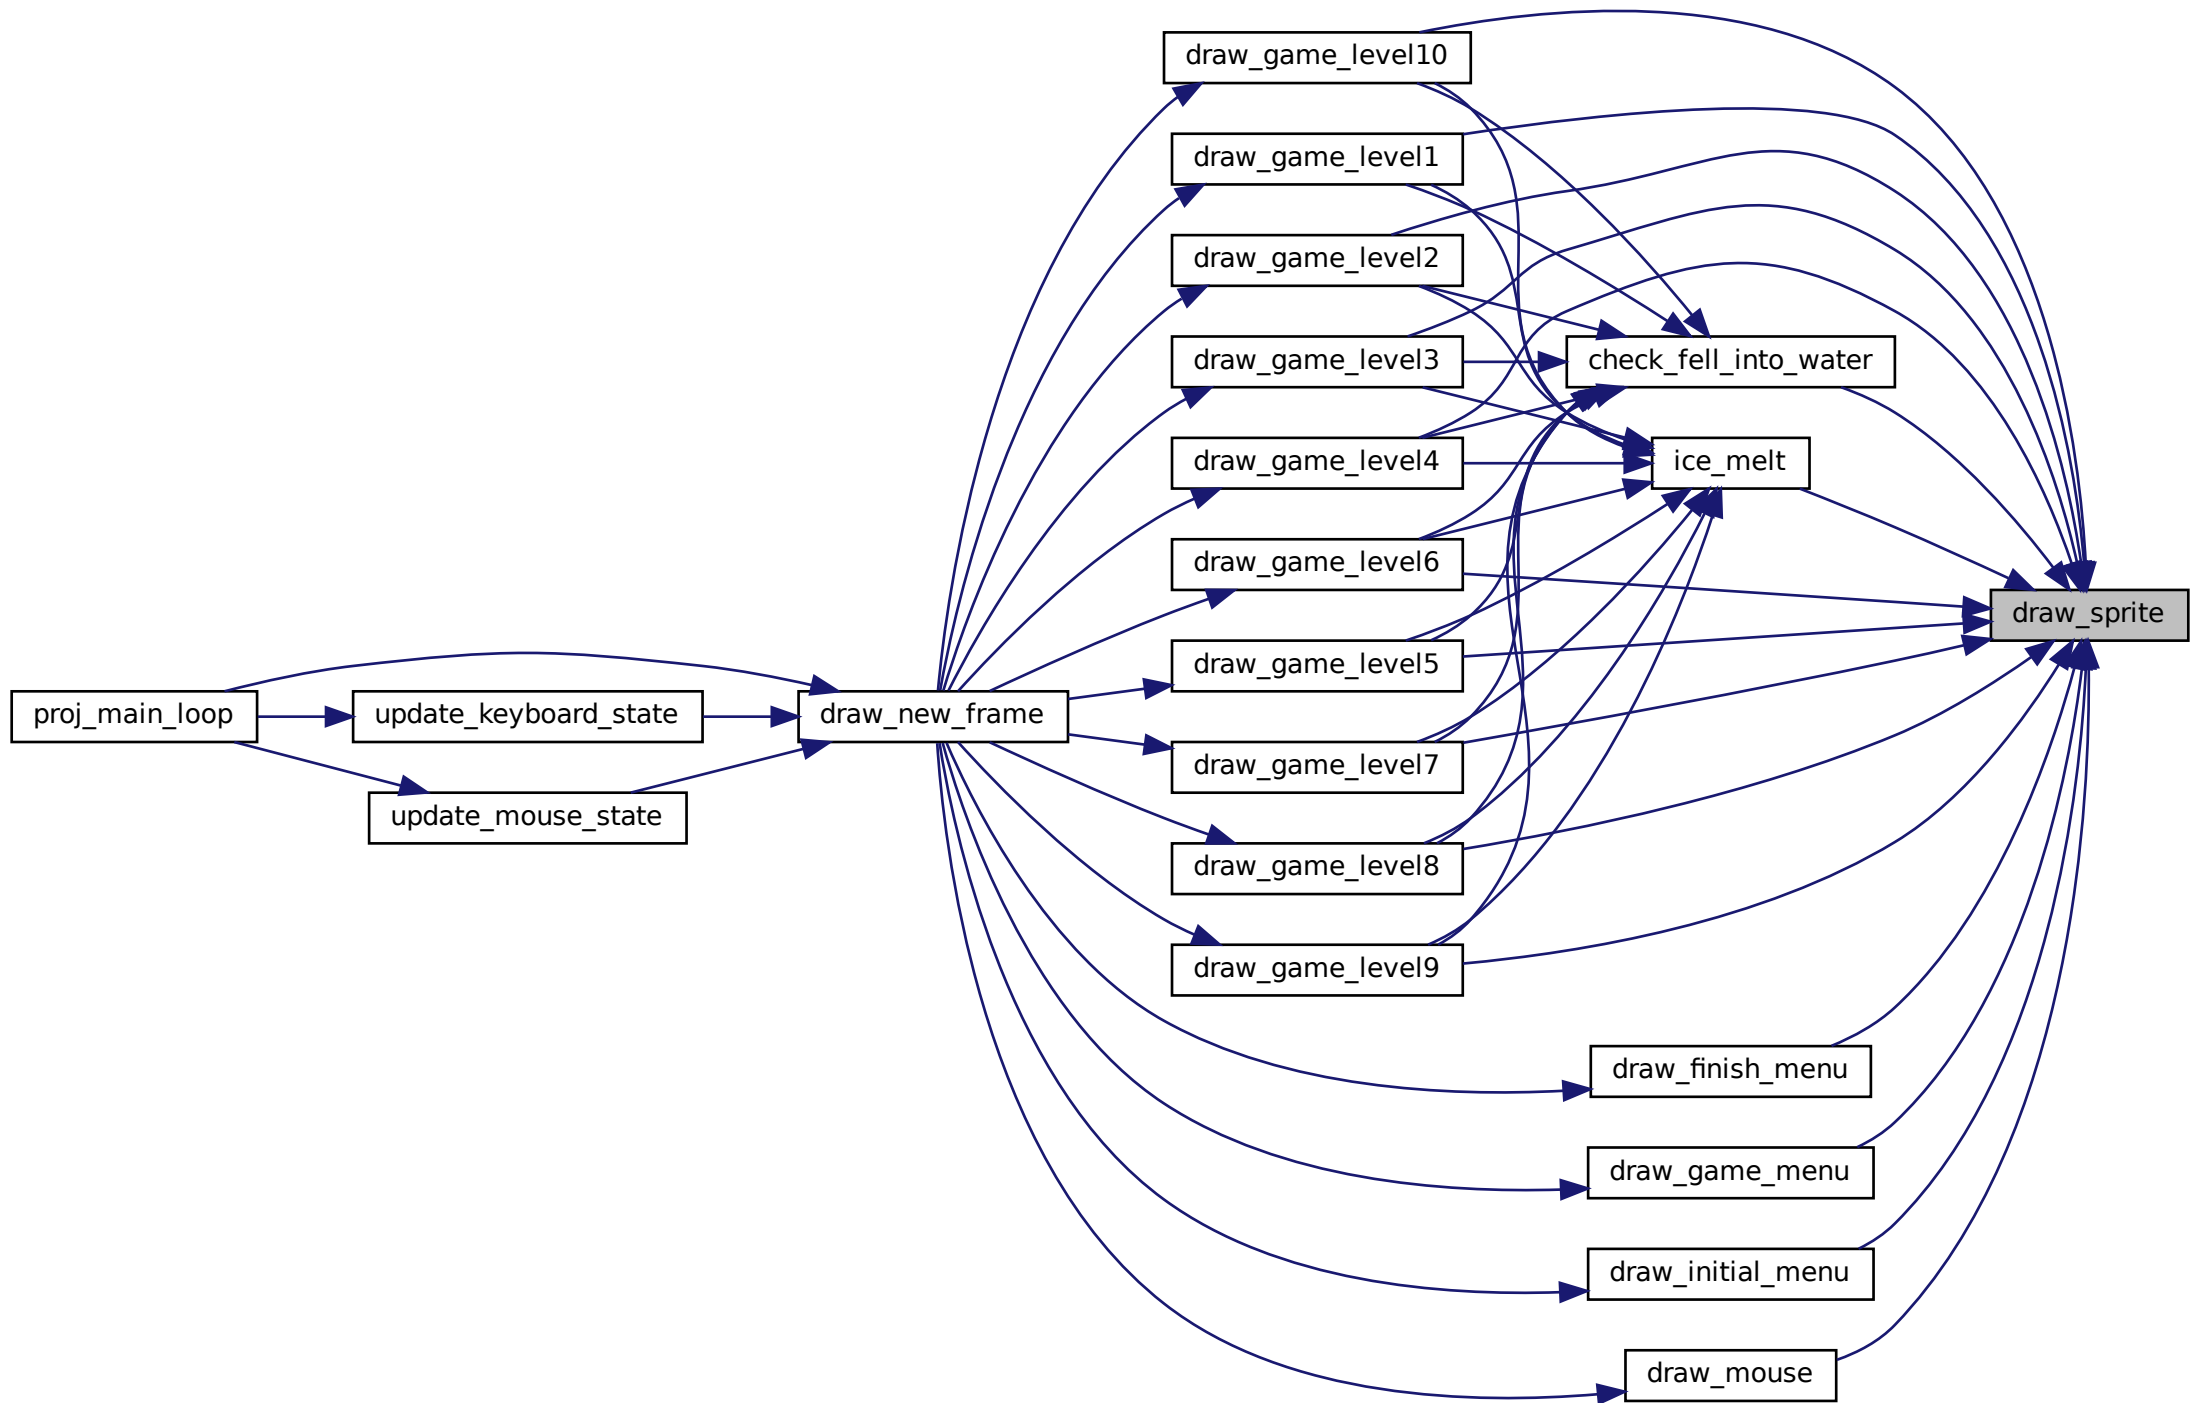 draw_game_level10
draw_game_level1
draw_game_level2
draw_game_level3
check_fell_into_water
draw_game_level4
ice_melt
draw_game_level6
draw_sprite
draw_game_level5
proj_main_loop
update_keyboard_state
draw_new_frame
draw_game_level7
update_mouse_state
draw_game_level8
draw_game_level9
draw_finish_menu
draw_game_menu
draw_initial_menu
draw_mouse